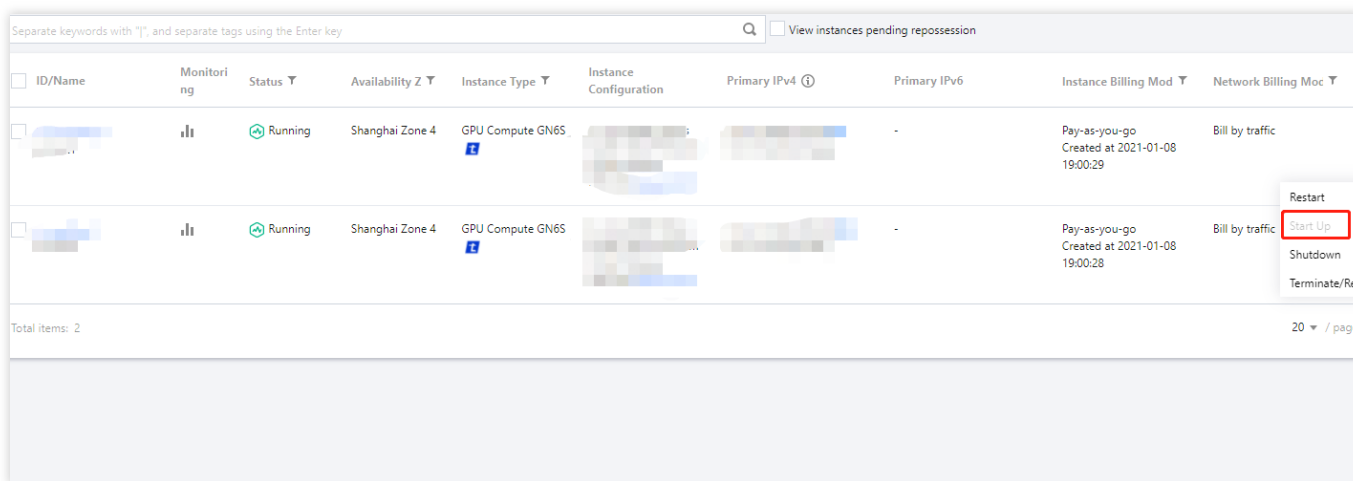 Separate keywords with "|", and separate tags using the Enter key
View instances pending repossession
ID/Name
Monitori
ng
Status
Availability Z
Instance Type
Instance
Configuration
Primary IPv4
Primary IPv6
Instance Billing Mod
Network Billing Moc
Running
Shanghai Zone 4
GPU Compute GN6S
-
Pay-as-you-go
Created at 2021-01-08
19:00:29
Bill by traffic
Running
Shanghai Zone 4
GPU Compute GN6S
-
Pay-as-you-go
Created at 2021-01-08
19:00:28
Bill by traffic
Restart
Start Up
Shutdown
Terminate/Re
Total items: 2
20 / pag